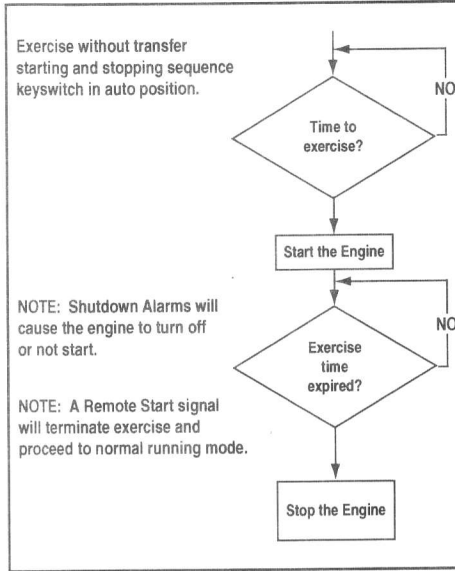 Exercise without transfer
starting and stopping sequence
keyswitch in auto position.
NO
Time to
exercise?
Start the Engine
NOTE: Shutdown Alarms will
cause the engine to turn off
or not start.
NO
Exercise
time
expired?
NOTE: A Remote Start signal
will terminate exercise and
proceed to normal running mode.
Stop the Engine